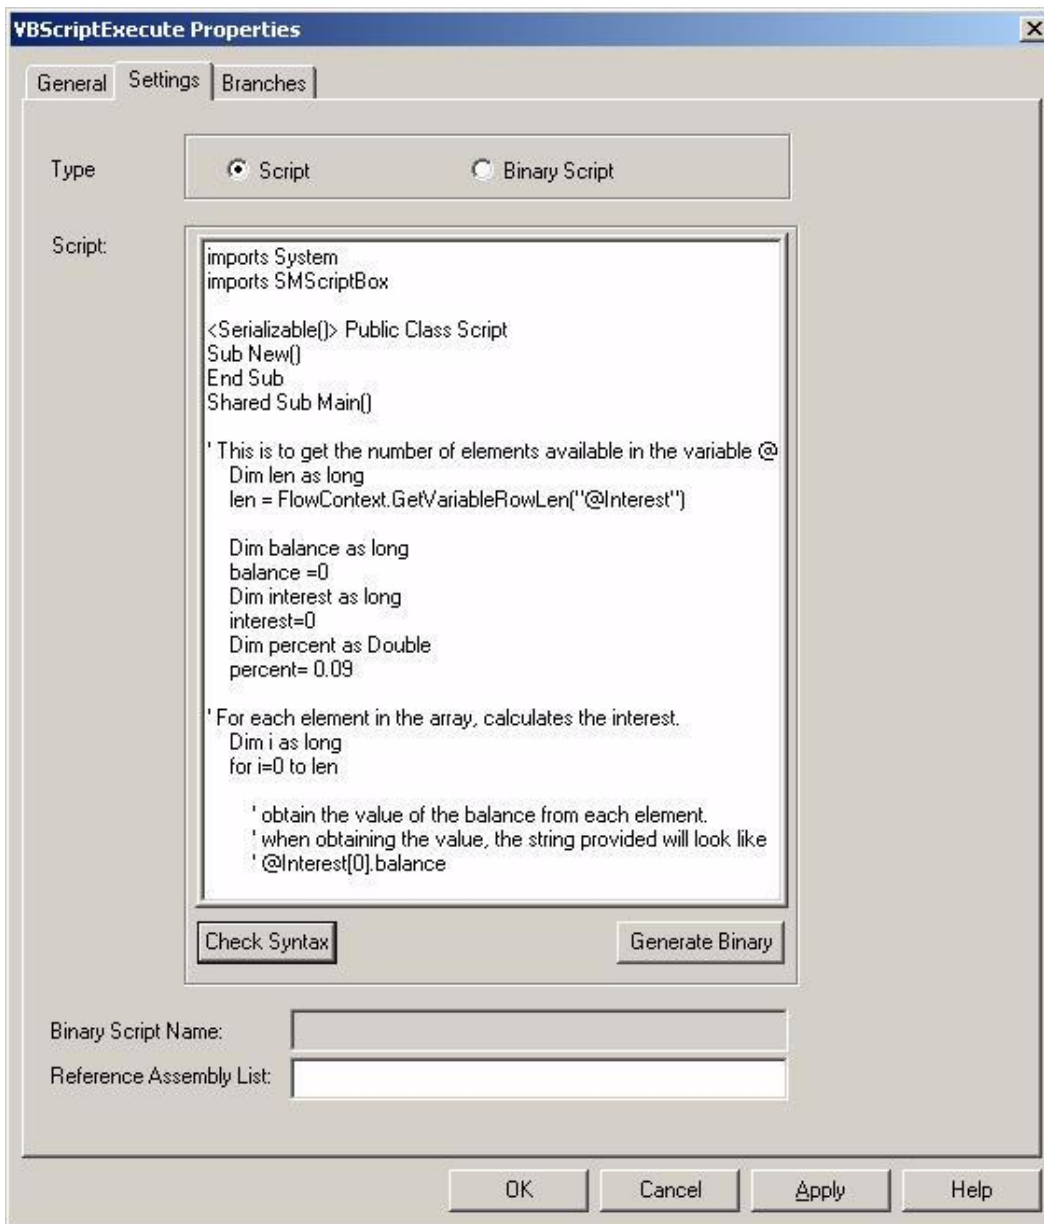 VBScriptExecute Properties
General Settings Branches
Type Script Binary Script
Script:
imports System
imports SMScriptBox
<Serializable()> Public Class Script
Sub New()
End Sub
Shared Sub Main()
' This is to get the number of elements available in the variable @
Dim len as long
len = FlowContext.GetVariableRowLen("@Interest")
Dim balance as long
balance =0
Dim interest as long
interest=0
Dim percent as Double
percent= 0.09
' For each element in the array, calculates the interest.
Dim i as long
for i=0 to len
' obtain the value of the balance from each element.
' when obtaining the value, the string provided will look like
' @Interest[0].balance
Check Syntax Generate Binary
Binary Script Name:
Reference Assembly List:
OK Cancel Apply Help